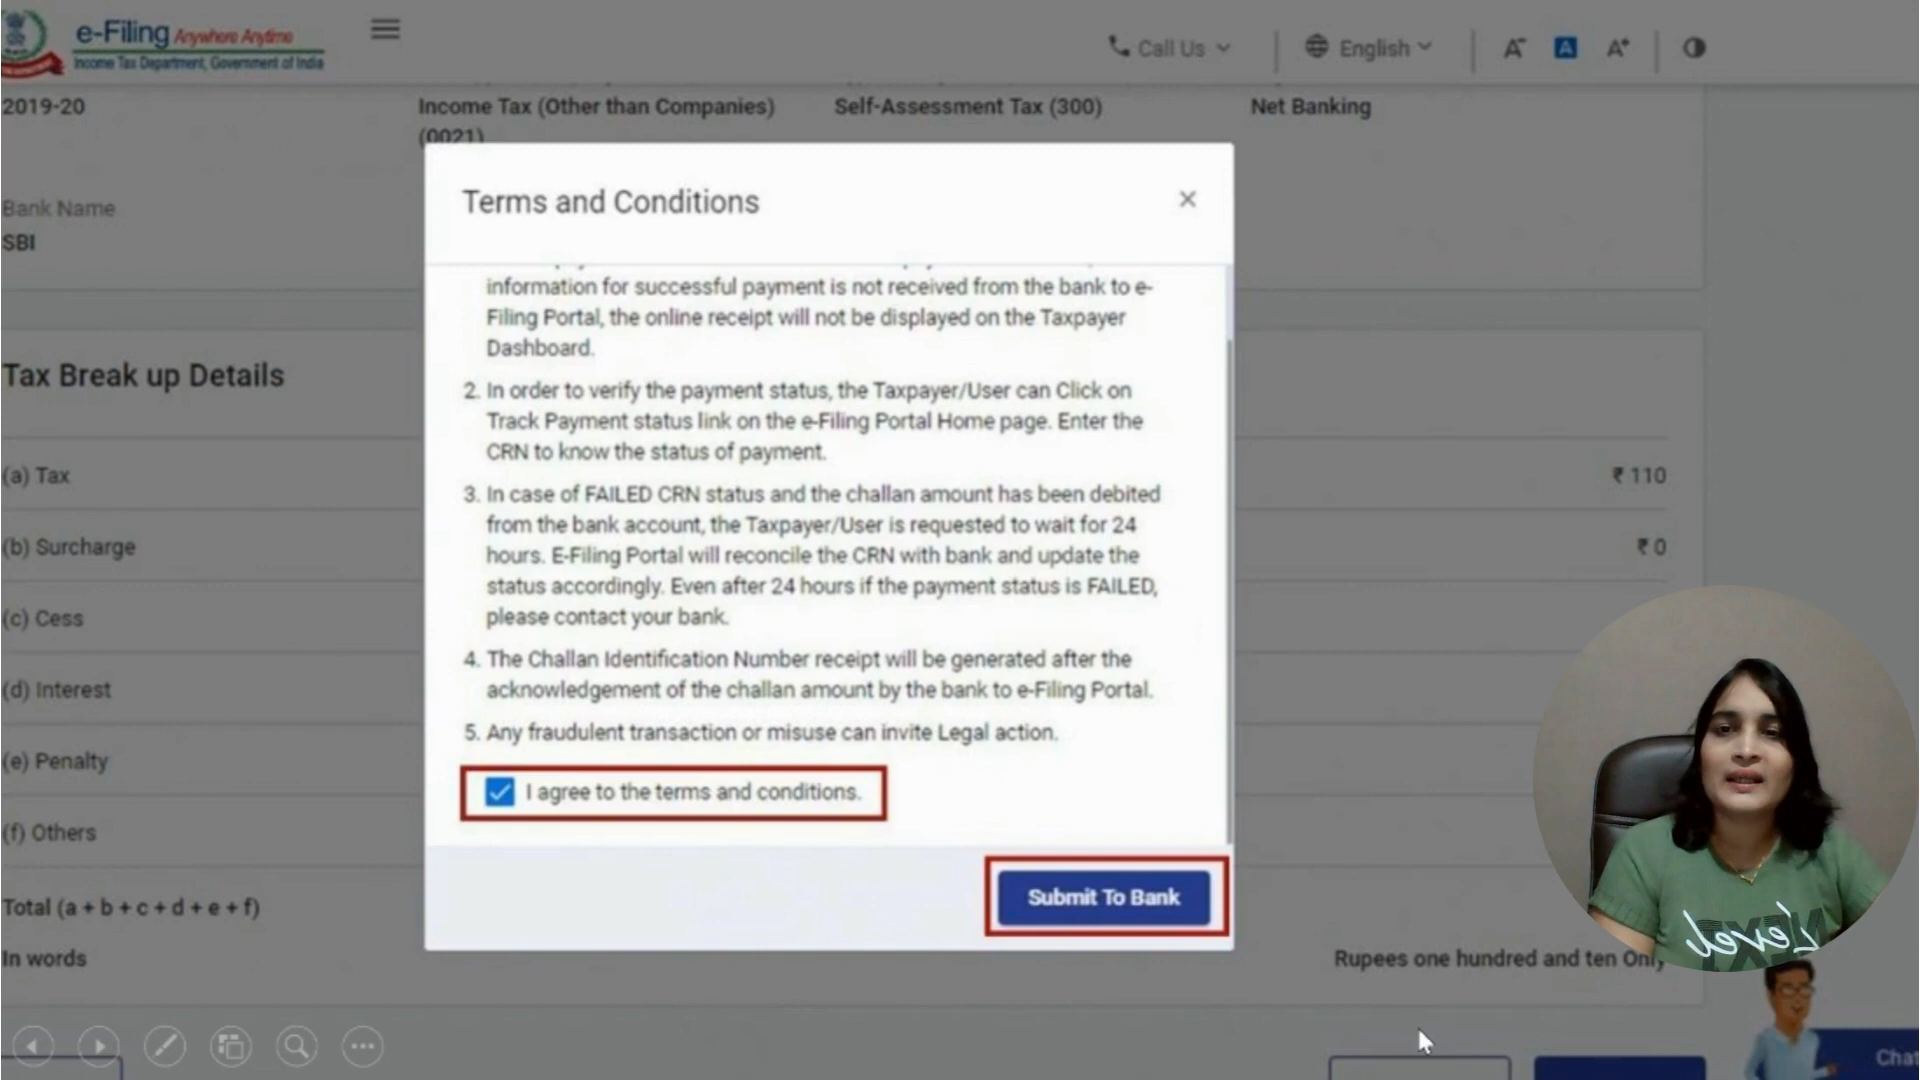 e-Filing Anywhere Anytime
Income Tax Department, Government of India
Call Us
English
A-
A
A+
2019-20
Income Tax (Other than Companies)
(0021)
Self-Assessment Tax (300)
Net Banking
Bank Name
SBI
Terms and Conditions
information for successful payment is not received from the bank to e-
Filing Portal, the online receipt will not be displayed on the Taxpayer
Dashboard.
2. In order to verify the payment status, the Taxpayer/User can Click on
Track Payment status link on the e-Filing Portal Home page. Enter the
CRN to know the status of payment.
3. In case of FAILED CRN status and the challan amount has been debited
from the bank account, the Taxpayer/User is requested to wait for 24
hours. E-Filing Portal will reconcile the CRN with bank and update the
status accordingly. Even after 24 hours if the payment status is FAILED,
please contact your bank.
4. The Challan Identification Number receipt will be generated after the
acknowledgement of the challan amount by the bank to e-Filing Portal.
5. Any fraudulent transaction or misuse can invite Legal action.
I agree to the terms and conditions.
Submit To Bank
Tax Break up Details
(a) Tax
₹ 110
(b) Surcharge
₹ 0
(c) Cess
(d) Interest
(e) Penalty
(f) Others
Total (a + b + c + d + e + f)
In words
Rupees one hundred and ten Only
NEXT
Level
Chat